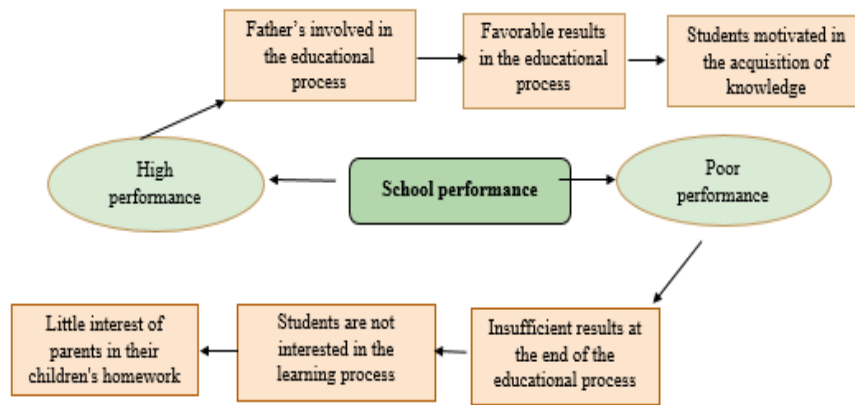 Father's involved in
the educational
process
Favorable results
in the educational
process
Students motivated in
the acquisition of
knowledge
High
performance
School performance
Poor
performance
Little interest of
parents in their
children's homework
Students are not
interested in the
learning process
Insufficient results at
the end of the
educational process